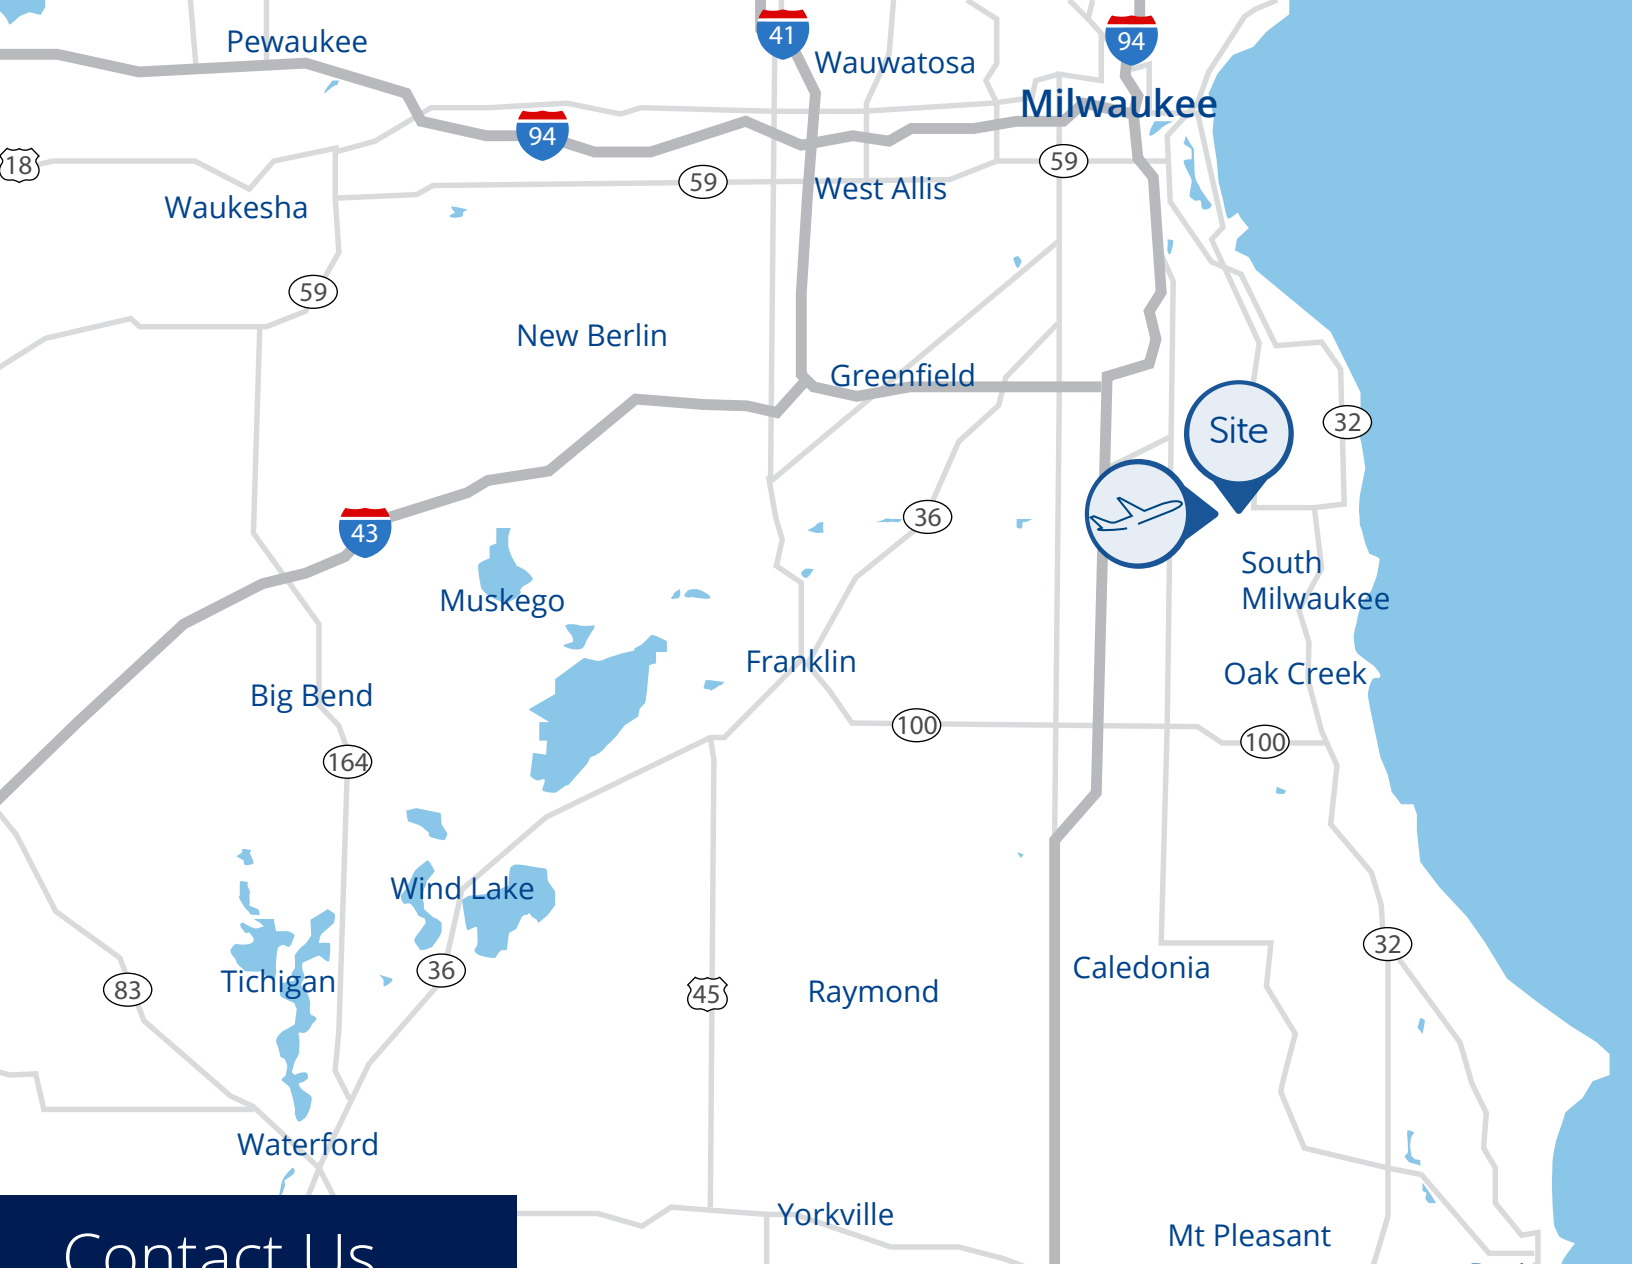 41
94
Pewaukee
Wauwatosa
Milwaukee
94
18
59
59
Waukesha
West Allis
59
New Berlin
Greenfield
32
Site
36
43
South
Milwaukee
Muskego
Franklin
Oak Creek
Big Bend
100
100
164
Wind Lake
32
36
Caledonia
Tichigan
83
45
Raymond
Waterford
Yorkville
Mt Pleasant
Contact Us